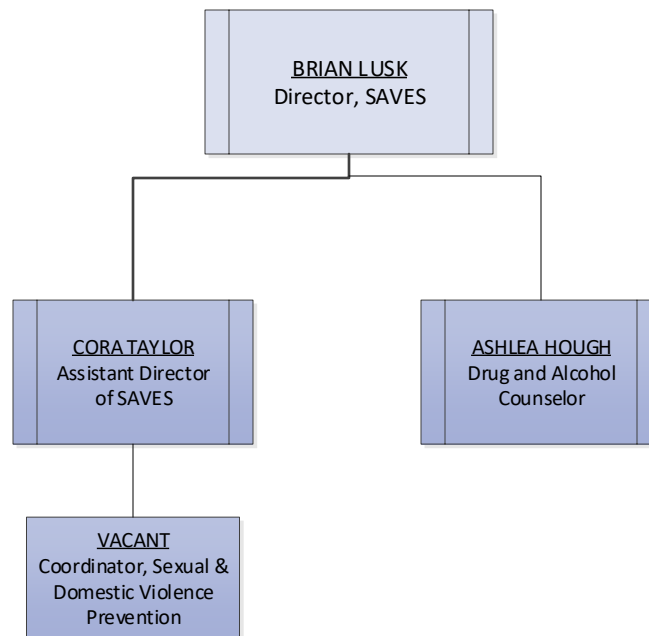 BRIAN LUSK
Director, SAVES
CORA TAYLOR
Assistant Director
of SAVES
ASHLEA HOUGH
Drug and Alcohol
Counselor
VACANT
Coordinator, Sexual &
Domestic Violence
Prevention